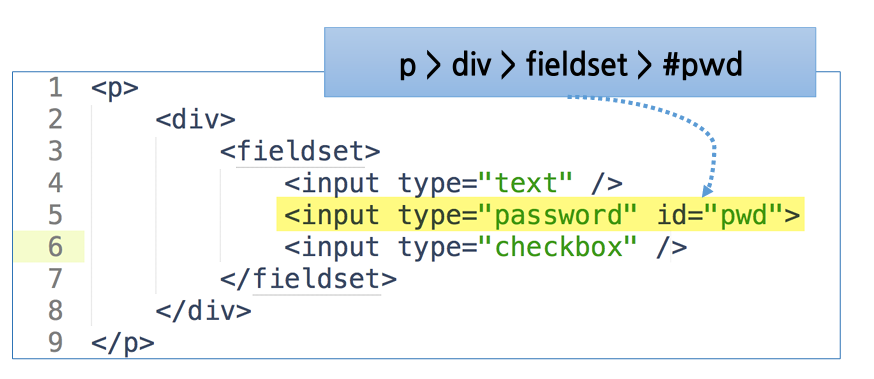 p > div > fieldset > #pwd
1 <p>
2 <div>
3 <fieldset>
4 <input type="text" />
5 <input type="password" id="pwd">
6 <input type="checkbox" />
7 </fieldset>
8 </div>
9 </p>